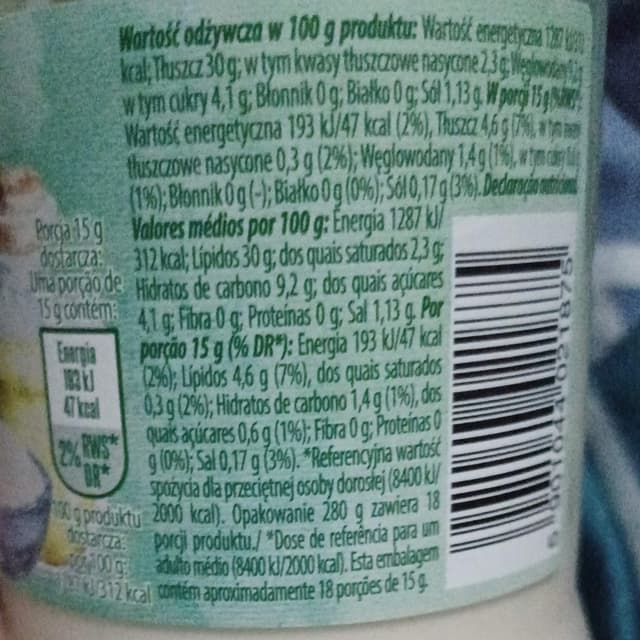 Wartość odżywcza w 100 g produktu: Wartość energetyczna 1287 kJ/312
kcal; Tłuszcz 30 g; w tym kwasy tłuszczowe nasycone 2,3 g; Węglowodany
w tym cukry 4,1 g; Błonnik 0 g; Białko 0 g; Sól 1,13 g. W porcji 15 g (%RWS*):
Wartość energetyczna 193 kJ/47 kcal (2%), Tłuszcz 4,6 g (7%), w tym kwasy
tłuszczowe nasycone 0,3 g (2%); Węglowodany 1,4 g (1%), w tym cukry
(1%); Błonnik 0 g (-); Białko 0 g (0%); Sól 0,17 g (3%). Declaração nutricional.
Valores médios por 100 g: Energia 1287 kJ/
312 kcal; Lípidos 30 g; dos quais saturados 2,3 g;
Hidratos de carbono 9,2 g; dos quais açúcares
4,1 g; Fibra 0 g; Proteínas 0 g; Sal 1,13 g. Por
porção 15 g (% DR*): Energia 193 kJ/47 kcal
(2%); Lípidos 4,6 g (7%), dos quais saturados
0,3 g (2%); Hidratos de carbono 1,4 g (1%), dos
quais açúcares 0,6 g (1%); Fibra 0 g; Proteínas 0
g (0%); Sal 0,17 g (3%). *Referencyjna wartość
spożycia dla przeciętnej osoby dorosłej (8400 kJ/
2000 kcal). Opakowanie 280 g zawiera 18
porcji produktu./ *Dose de referência para um
adulto médio (8400 kJ/2000 kcal). Esta embalagem
contém aproximadamente 18 porções de 15 g.
Porcja 15 g
dostarcza:
Uma porção de
15 g contém:
Energia
193 kJ
47 kcal
2% RWS*
DR*
100 g produktu
dostarcza:
por 100 g:
kJ/312 kcal
6 001044 021875